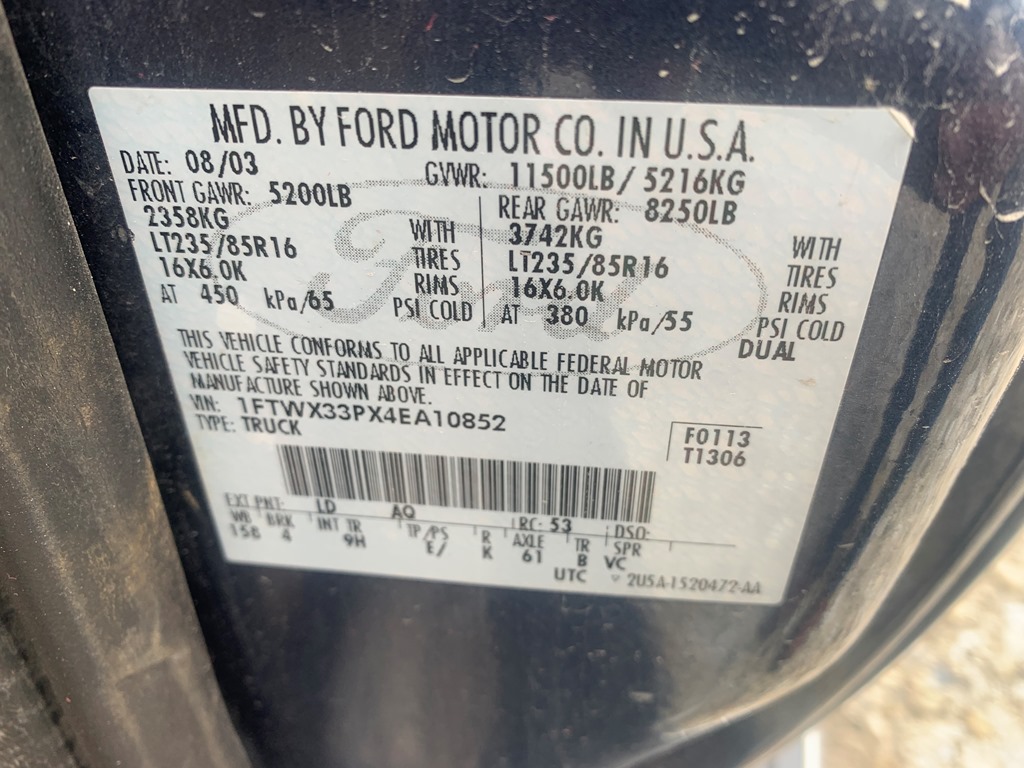 MFD. BY FORD MOTOR CO. IN U.S.A.
DATE: 08/03 GVWR: 11500LB/ 5216KG
FRONT GAWR: 5200LB REAR GAWR: 8250LB
2358KG WITH 3742KG WITH
LT235/85R16 TIRES LT235/85R16 TIRES
16X6.0K RIMS 16X6.0K RIMS
AT 450 kPa/65 PSI COLD AT 380 kPa/55 PSI COLD
DUAL
Ford
THIS VEHICLE CONFORMS TO ALL APPLICABLE FEDERAL MOTOR
VEHICLE SAFETY STANDARDS IN EFFECT ON THE DATE OF
MANUFACTURE SHOWN ABOVE.
VIN: 1FTWX33PX4EA10852
TYPE: TRUCK
F0113
T1306
EXT PNT: LD AQ RC: 53 DSO:
WB BRK INT TR TP/PS R AXLE TR SPR
158 4 9H E/ K 61 B VC
UTC 2U5A-1520472-AA